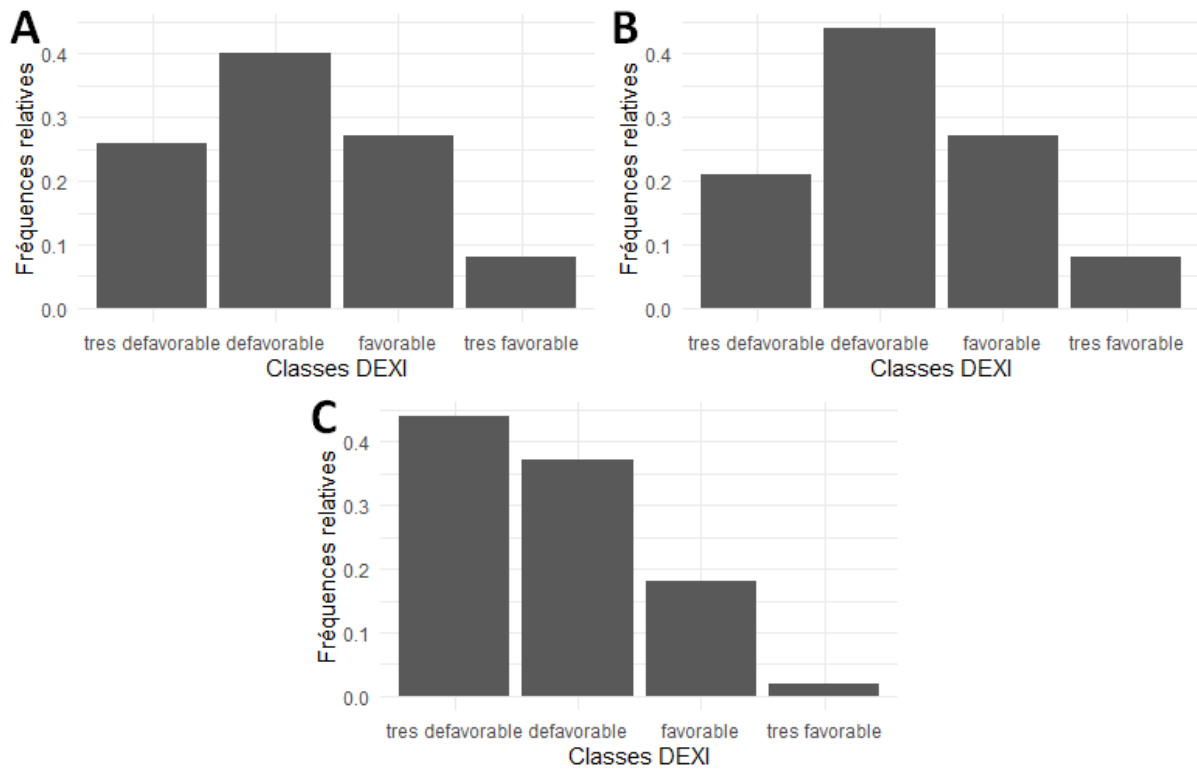 A
Fréquences relatives
0.4
0.3
0.2
0.1
0.0
tres defavorable defavorable favorable tres favorable
Classes DEXI
B
Fréquences relatives
0.4
0.3
0.2
0.1
0.0
tres defavorable defavorable favorable tres favorable
Classes DEXI
C
Fréquences relatives
0.4
0.3
0.2
0.1
0.0
tres defavorable defavorable favorable tres favorable
Classes DEXI